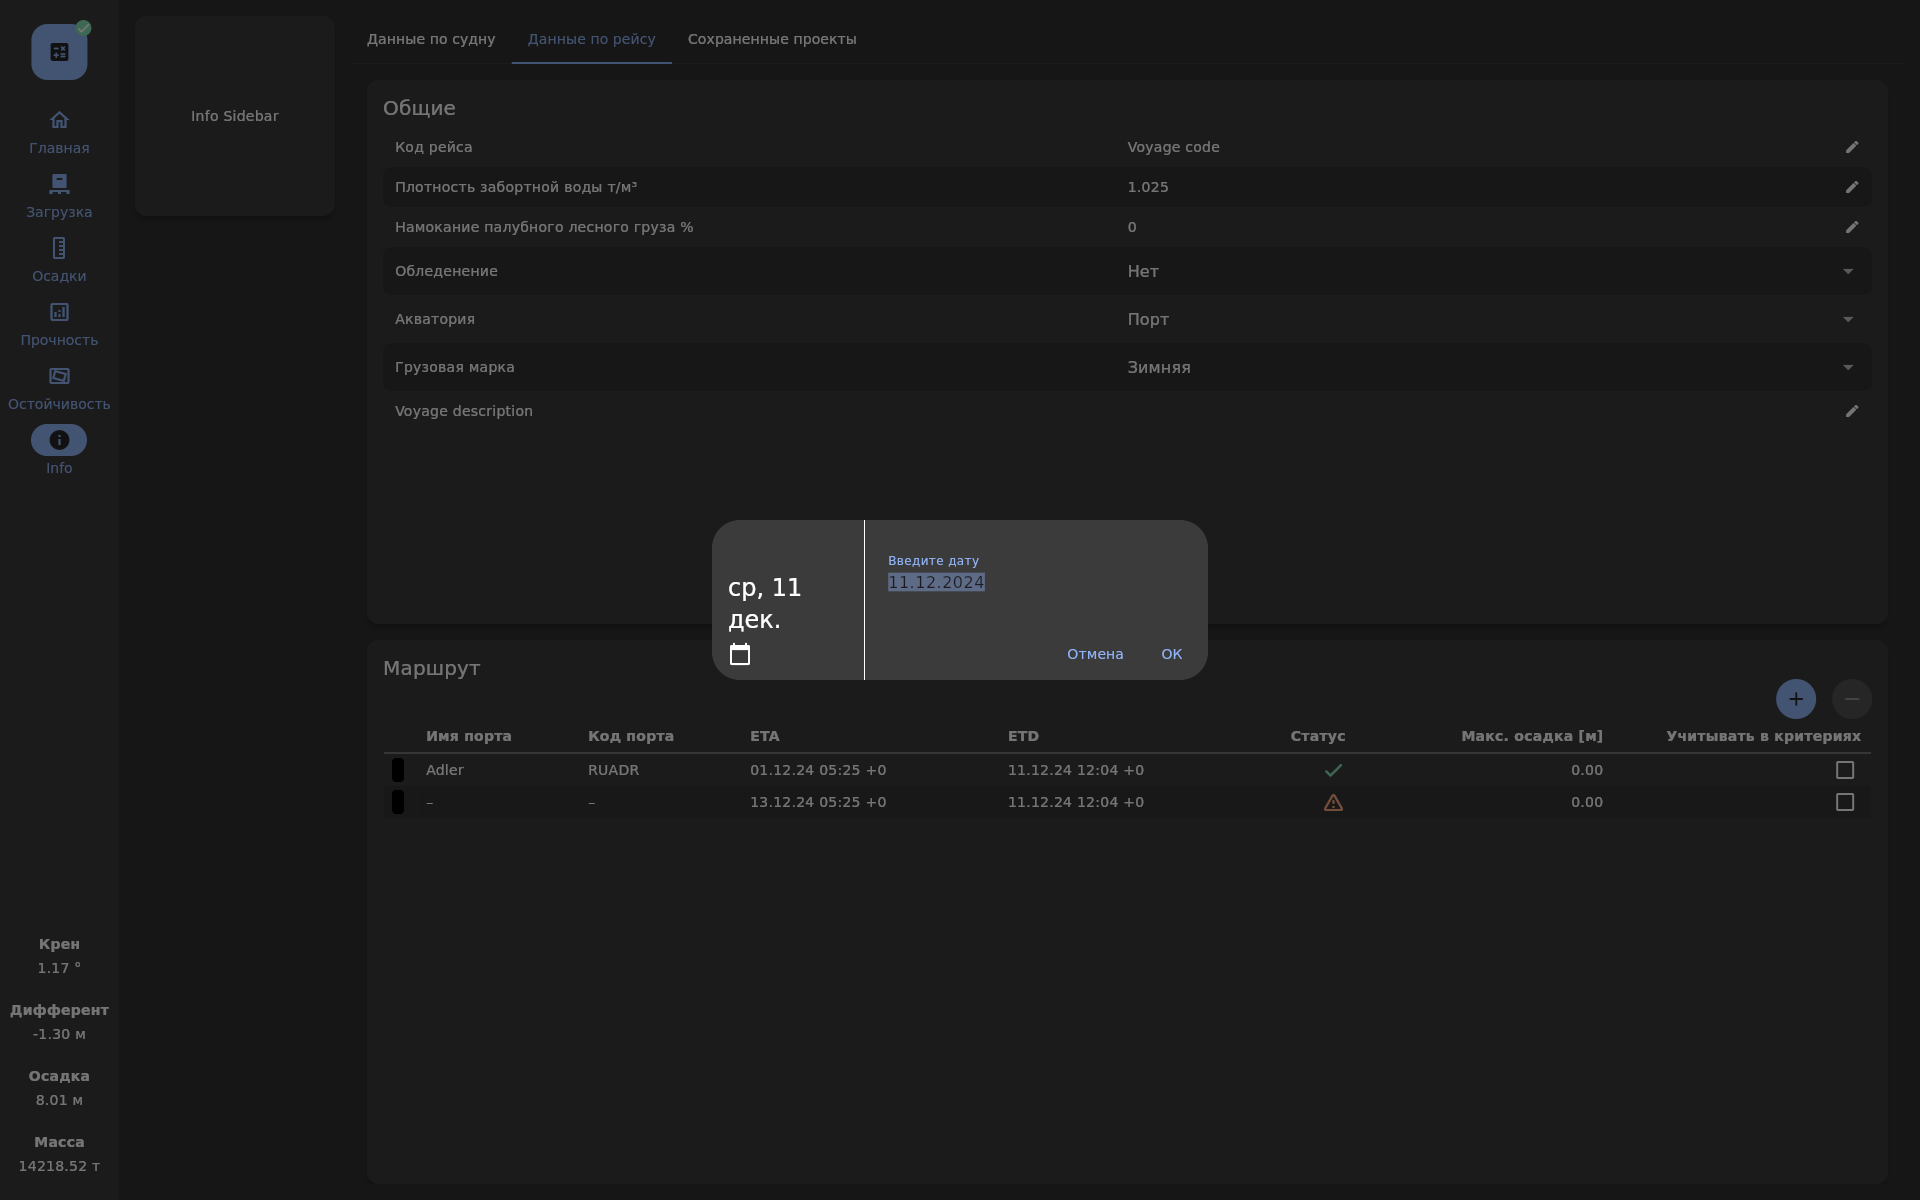 Данные по судну
Данные по рейсу
Сохраненные проекты
Главная
Загрузка
Осадки
Прочность
Остойчивость
Info
Крен
1.17 °
Дифферент
-1.30 м
Осадка
8.01 м
Масса
14218.52 т
Info Sidebar
Общие
Код рейса Voyage code
Плотность забортной воды т/м³ 1.025
Намокание палубного лесного груза % 0
Обледенение Нет
Акватория Порт
Грузовая марка Зимняя
Voyage description
ср, 11
дек.
Введите дату
11.12.2024
Отмена ОК
Маршрут
Имя порта Код порта ETA ETD Статус Макс. осадка [м] Учитывать в критериях
Adler RUADR 01.12.24 05:25 +0 11.12.24 12:04 +0 0.00
– – 13.12.24 05:25 +0 11.12.24 12:04 +0 0.00